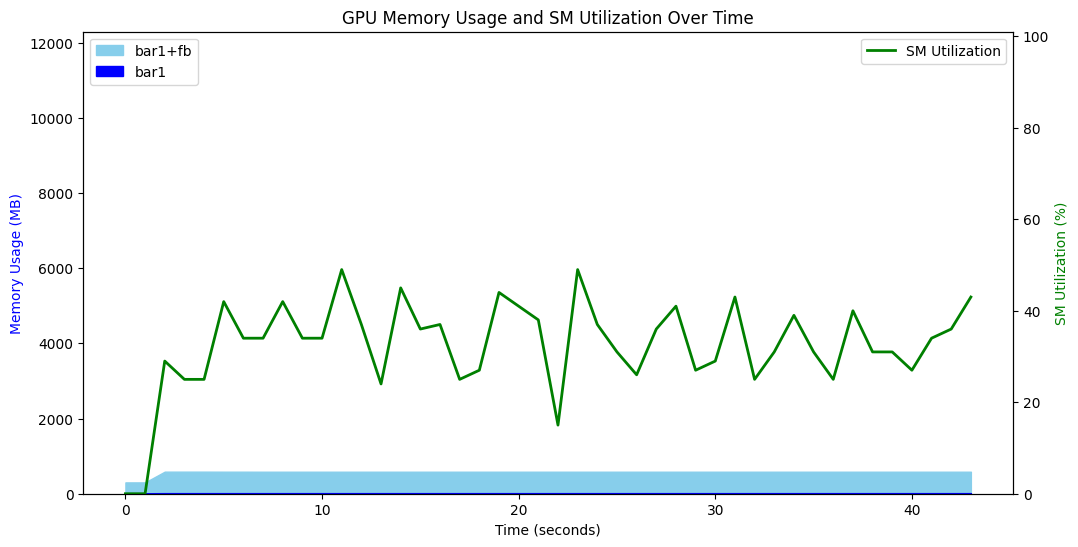 GPU Memory Usage and SM Utilization Over Time
bar1+fb
bar1
SM Utilization
Memory Usage (MB)
12000
10000
8000
6000
4000
2000
0
100
80
60
40
20
0
SM Utilization (%)
0
10
20
30
40
Time (seconds)